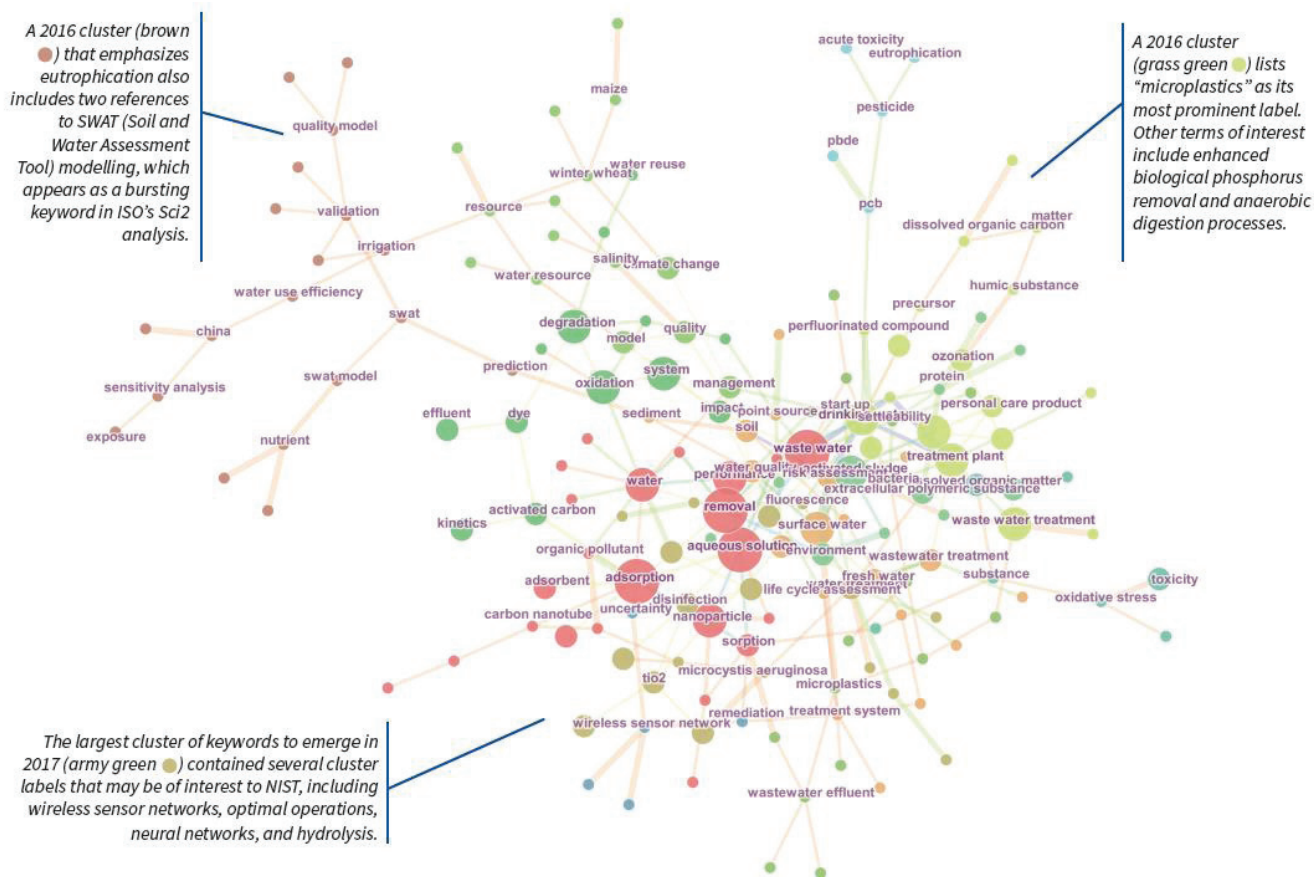 A 2016 cluster (brown
) that emphasizes
eutrophication also
includes two references
to SWAT (Soil and
Water Assessment
Tool) modelling, which
appears as a bursting
keyword in ISO's Sci2
analysis.
A 2016 cluster
(grass green ) lists
"microplastics" as its
most prominent label.
Other terms of interest
include enhanced
biological phosphorus
removal and anaerobic
digestion processes.
acute toxicity
eutrophication
maize
pesticide
quality model
pbde
water reuse
winter wheat
resource
validation
pcb
matter
dissolved organic carbon
irrigation
salinity
climate change
water resource
water use efficiency
humic substance
precursor
swat
china
degradation
quality
perfluorinated compound
model
ozonation
prediction
system
swat model
oxidation
management
protein
sensitivity analysis
effluent
dye
sediment
impact
point source
start up
drinking
settleability
personal care product
soil
exposure
nutrient
waste water
treatment plant
water quality
activated sludge
performance
risk assessment
bacteria
dissolved organic matter
water
extracellular polymeric substance
fluorescence
removal
activated carbon
kinetics
surface water
waste water treatment
organic pollutant
aqueous solution
environment
wastewater treatment
adsorption
adsorbent
fresh water
substance
toxicity
water treatment
life cycle assessment
disinfection
uncertainty
carbon nanotube
nanoparticle
oxidative stress
sorption
microcystis aeruginosa
tio2
microplastics
remediation
treatment system
wireless sensor network
wastewater effluent
The largest cluster of keywords to emerge in
2017 (army green ) contained several cluster
labels that may be of interest to NIST, including
wireless sensor networks, optimal operations,
neural networks, and hydrolysis.